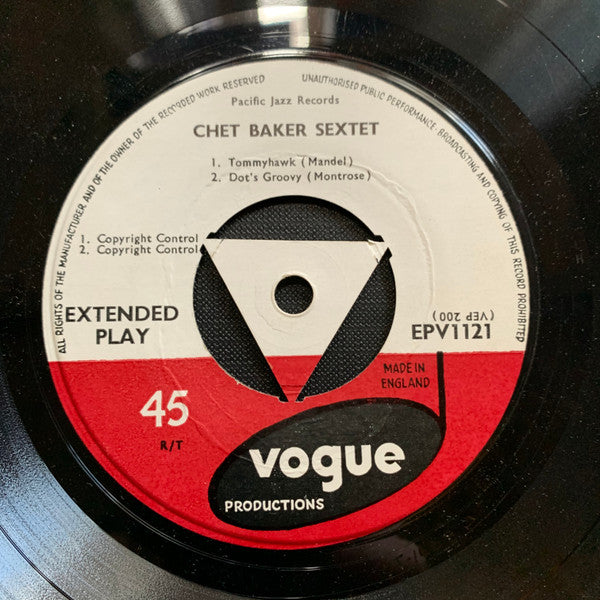 ALL RIGHTS OF THE MANUFACTURER AND OF THE OWNER OF THE RECORDED WORK RESERVED
UNAUTHORISED PUBLIC PERFORMANCE, BROADCASTING AND COPYING OF THIS RECORD PROHIBITED
Pacific Jazz Records
CHET BAKER SEXTET
1. Tommyhawk (Mandel)
2. Dot's Groovy (Montrose)
1. Copyright Control
2. Copyright Control
EXTENDED
PLAY
(VEP 200)
EPV1121
MADE IN
ENGLAND
45
R/T
vogue
PRODUCTIONS